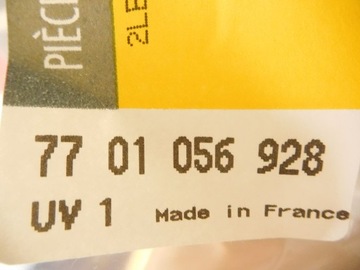 PIÈC
2LE
77 01 056 928
UV 1 Made in France